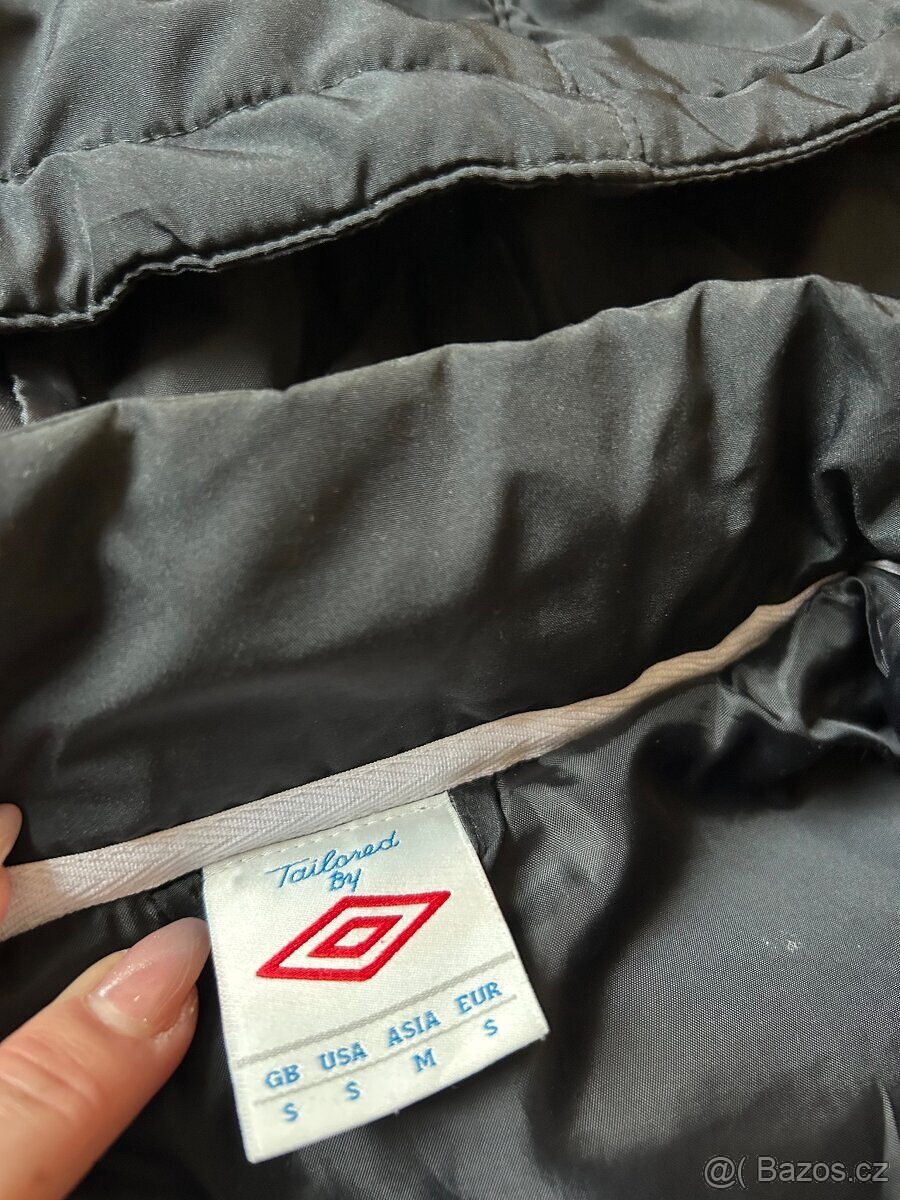 Tailored
By
GB USA ASIA EUR
S S M S
@( Bazos.cz